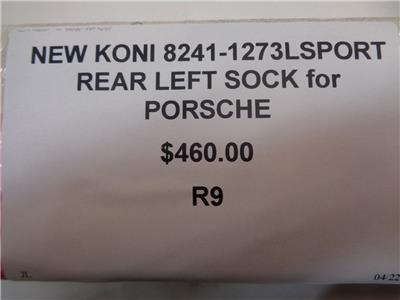 NEW KONI 8241-1273LSPORT
REAR LEFT SOCK for
PORSCHE
$460.00
R9
04/22